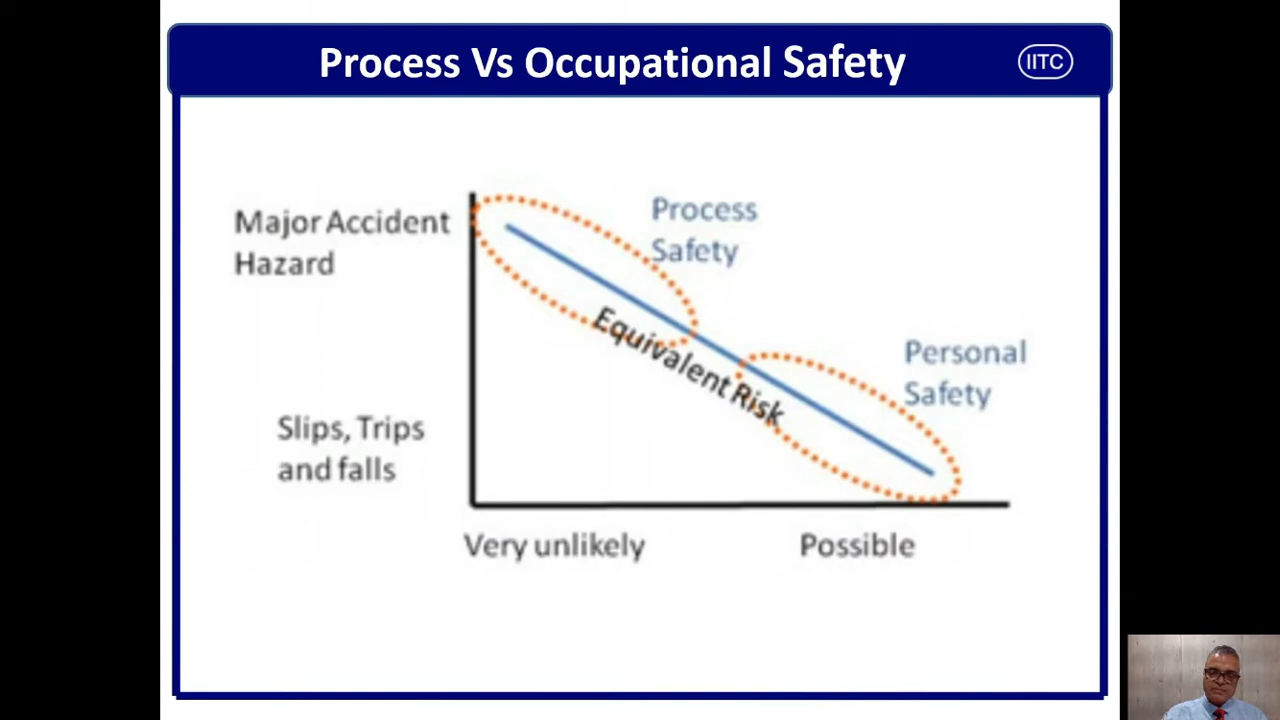 Process Vs Occupational Safety
IITC
Major Accident
Hazard
Process
Safety
Equivalent Risk
Personal
Safety
Slips, Trips
and falls
Very unlikely
Possible